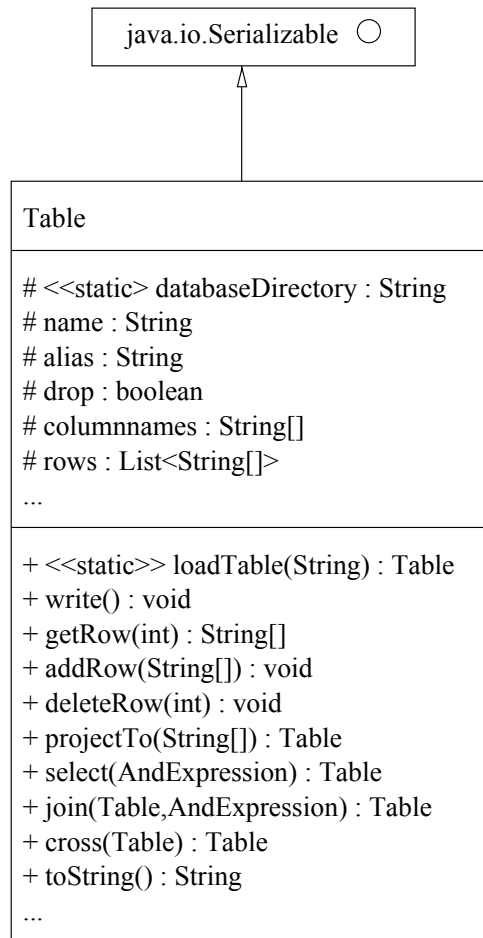 java.io.Serializable
Table
# <<static> databaseDirectory : String
# name : String
# alias : String
# drop : boolean
# columnnames : String[]
# rows : List<String[]>
...
+ <<static>> loadTable(String) : Table
+ write() : void
+ getRow(int) : String[]
+ addRow(String[]) : void
+ deleteRow(int) : void
+ projectTo(String[]) : Table
+ select(AndExpression) : Table
+ join(Table,AndExpression) : Table
+ cross(Table) : Table
+ toString() : String
...